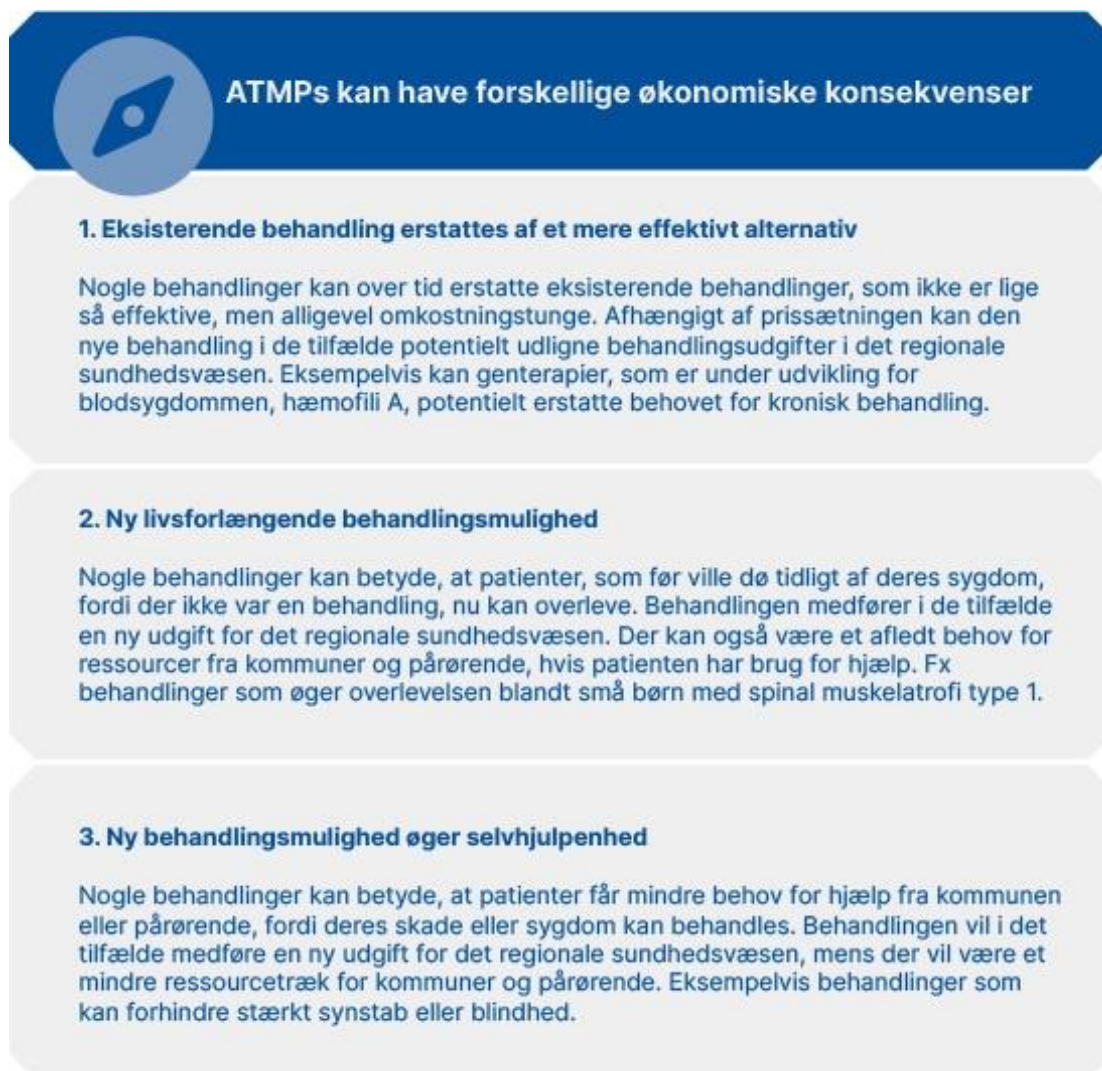 ATMPs kan have forskellige økonomiske konsekvenser
1. Eksisterende behandling erstattes af et mere effektivt alternativ
Nogle behandlinger kan over tid erstatte eksisterende behandlinger, som ikke er lige
så effektive, men alligevel omkostningstunge. Afhængigt af prissætningen kan den
nye behandling i de tilfælde potentielt udligne behandlingsudgifter i det regionale
sundhedsvæsen. Eksempelvis kan genterapier, som er under udvikling for
blodsygdommen, hæmofili A, potentielt erstatte behovet for kronisk behandling.
2. Ny livsforlængende behandlingsmulighed
Nogle behandlinger kan betyde, at patienter, som før ville dø tidligt af deres sygdom,
fordi der ikke var en behandling, nu kan overleve. Behandlingen medfører i de tilfælde
en ny udgift for det regionale sundhedsvæsen. Der kan også være et afledt behov for
ressourcer fra kommuner og pårørende, hvis patienten har brug for hjælp. Fx
behandlinger som øger overlevelsen blandt små børn med spinal muskelatrofi type 1.
3. Ny behandlingsmulighed øger selvhjulpenhed
Nogle behandlinger kan betyde, at patienter får mindre behov for hjælp fra kommunen
eller pårørende, fordi deres skade eller sygdom kan behandles. Behandlingen vil i det
tilfælde medføre en ny udgift for det regionale sundhedsvæsen, mens der vil være et
mindre ressourcetræk for kommuner og pårørende. Eksempelvis behandlinger som
kan forhindre stærkt synstab eller blindhed.